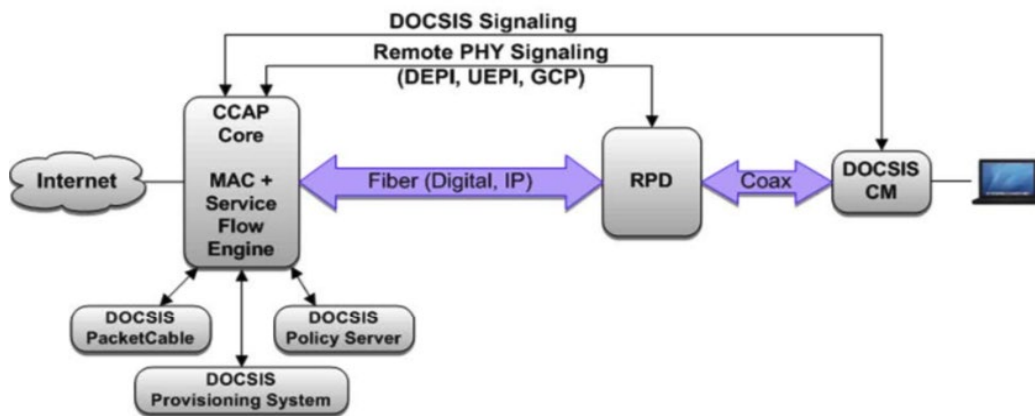 DOCSIS Signaling
Remote PHY Signaling
(DEPI, UEPI, GCP)
CCAP
Core
MAC +
Service
Flow
Engine
Internet
Fiber (Digital, IP)
RPD
Coax
DOCSIS
CM
DOCSIS
PacketCable
DOCSIS
Policy Server
DOCSIS
Provisioning System